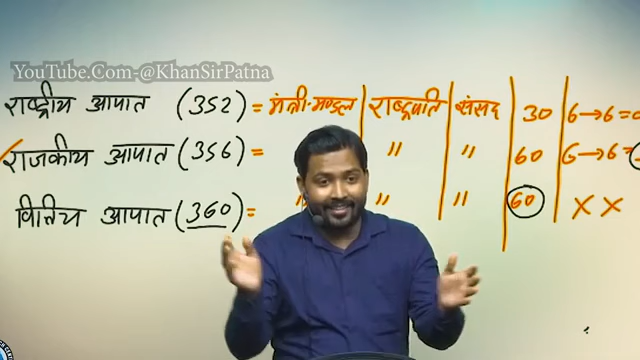 YouTube.Com-@KhanSirPatna
राष्ट्रीय आपात (352) = मंत्री-मण्डल | राष्ट्रपति | संसद | 30 | 6→6=
राजकीय आपात (356) = " " 60 6→6=
वित्तिय आपात (360) = " " " 60 X X